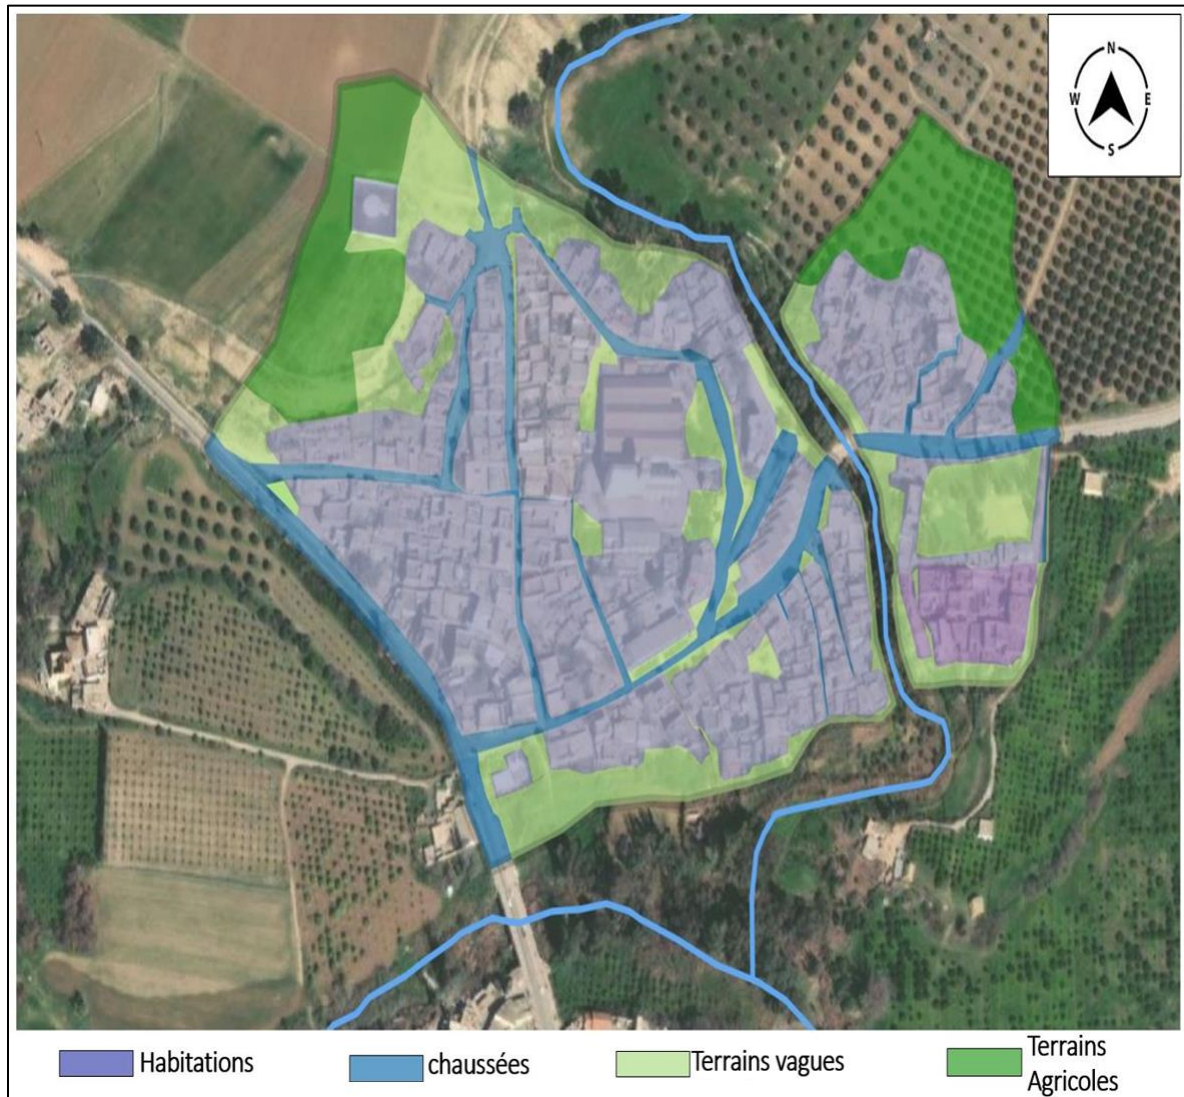 N
W E
S
Habitations
chaussées
Terrains vagues
Terrains
Agricoles